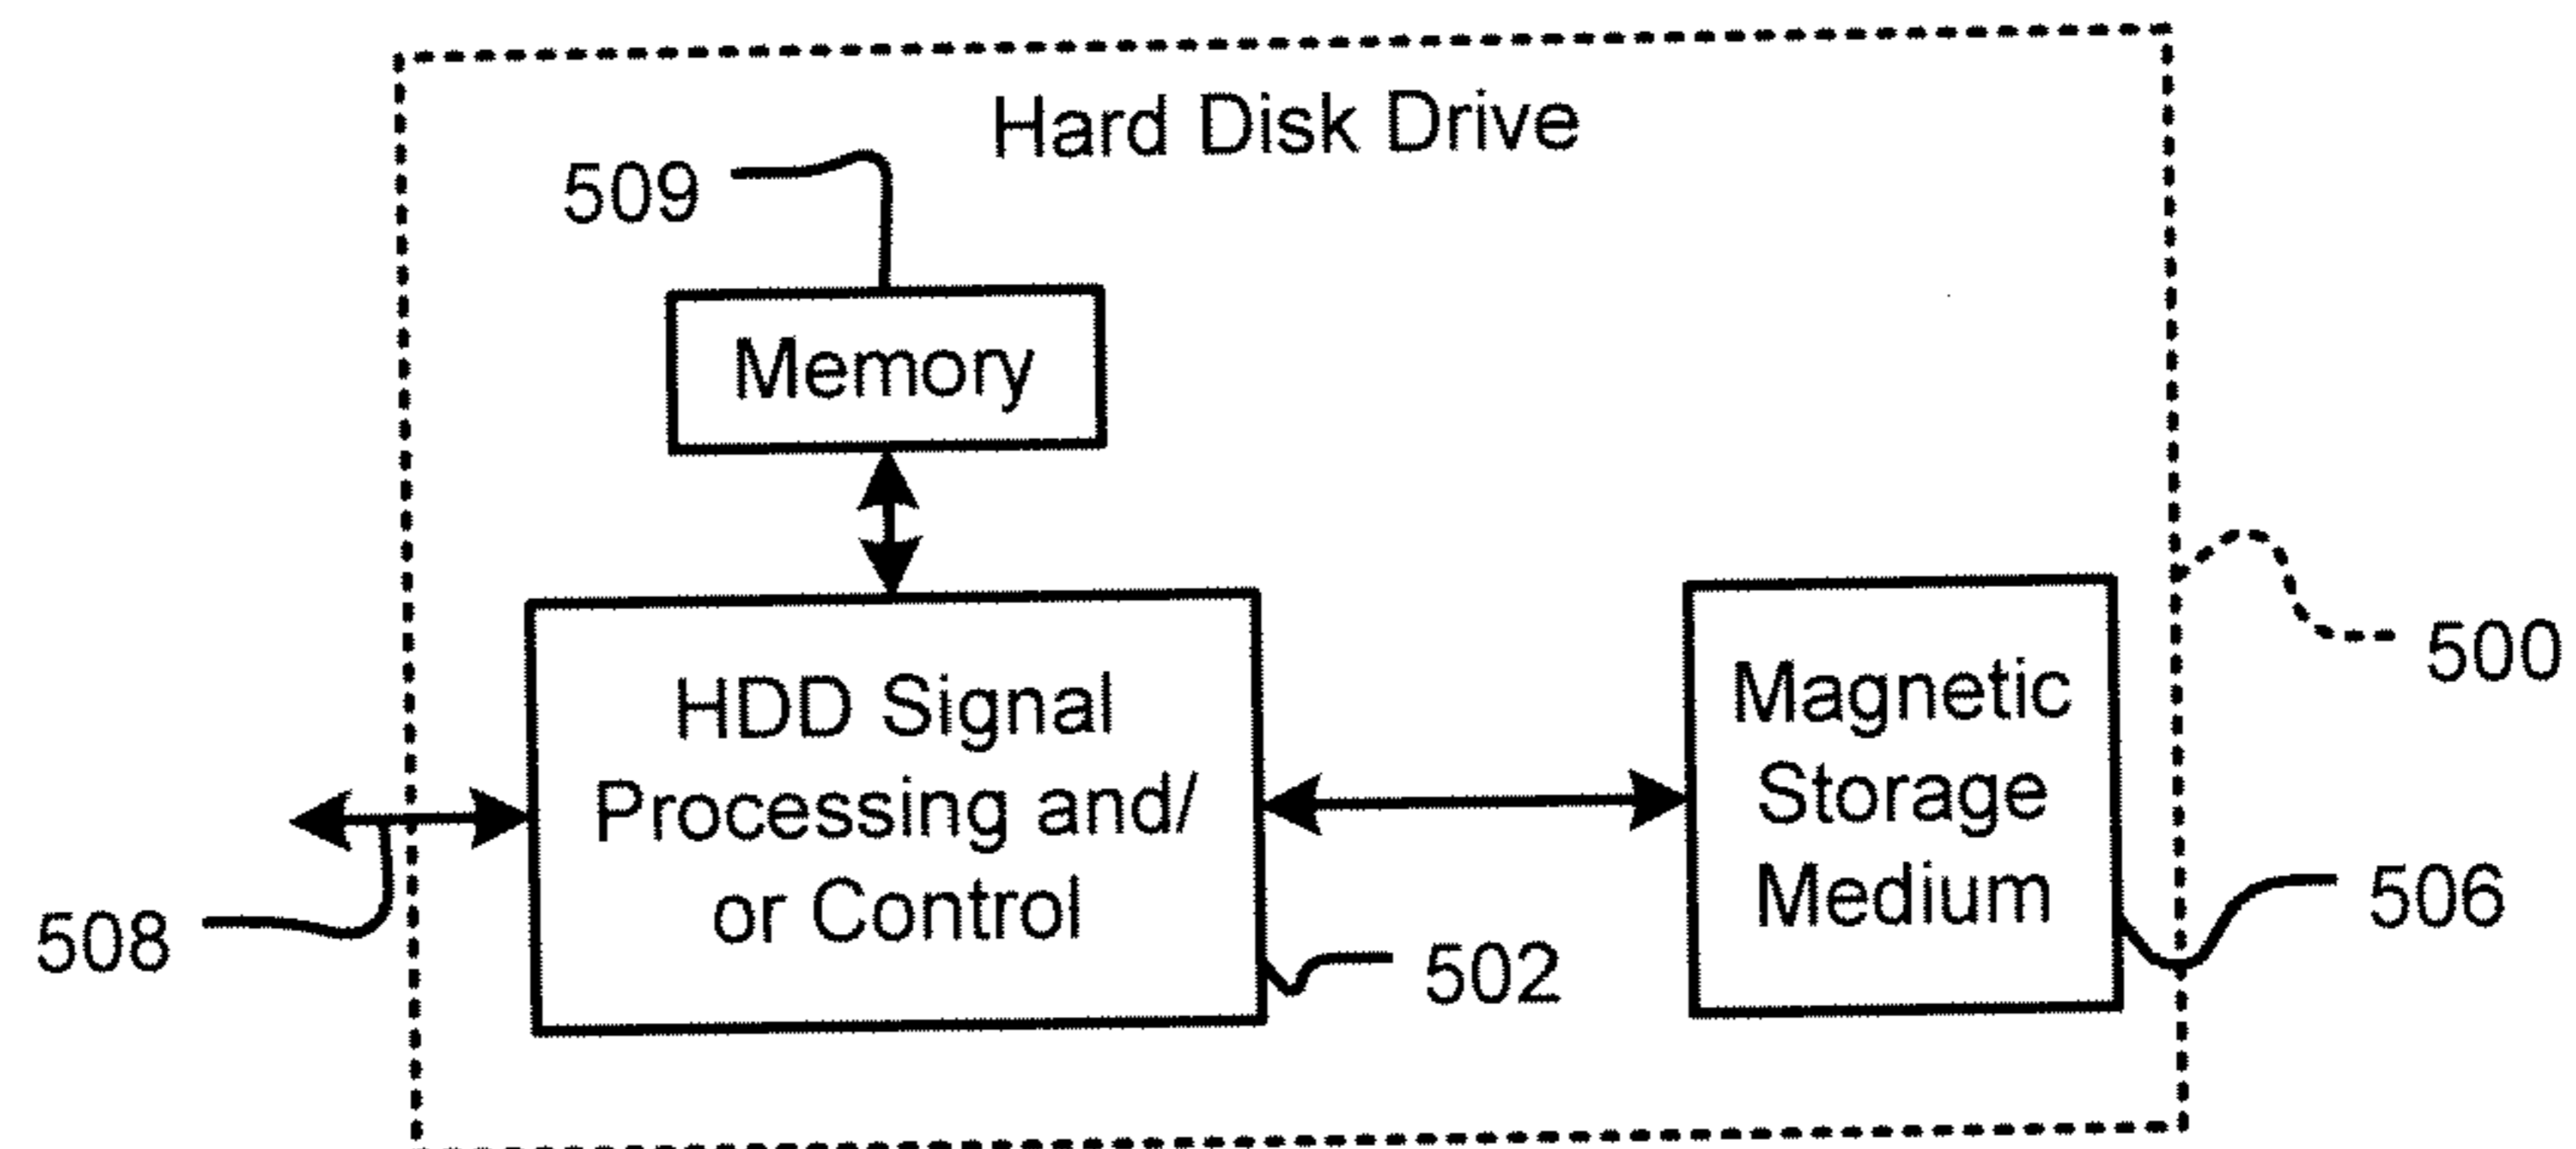 Hard Disk Drive
509
Memory
HDD Signal
Processing and/
or Control
Magnetic
Storage
Medium
500
506
508
502